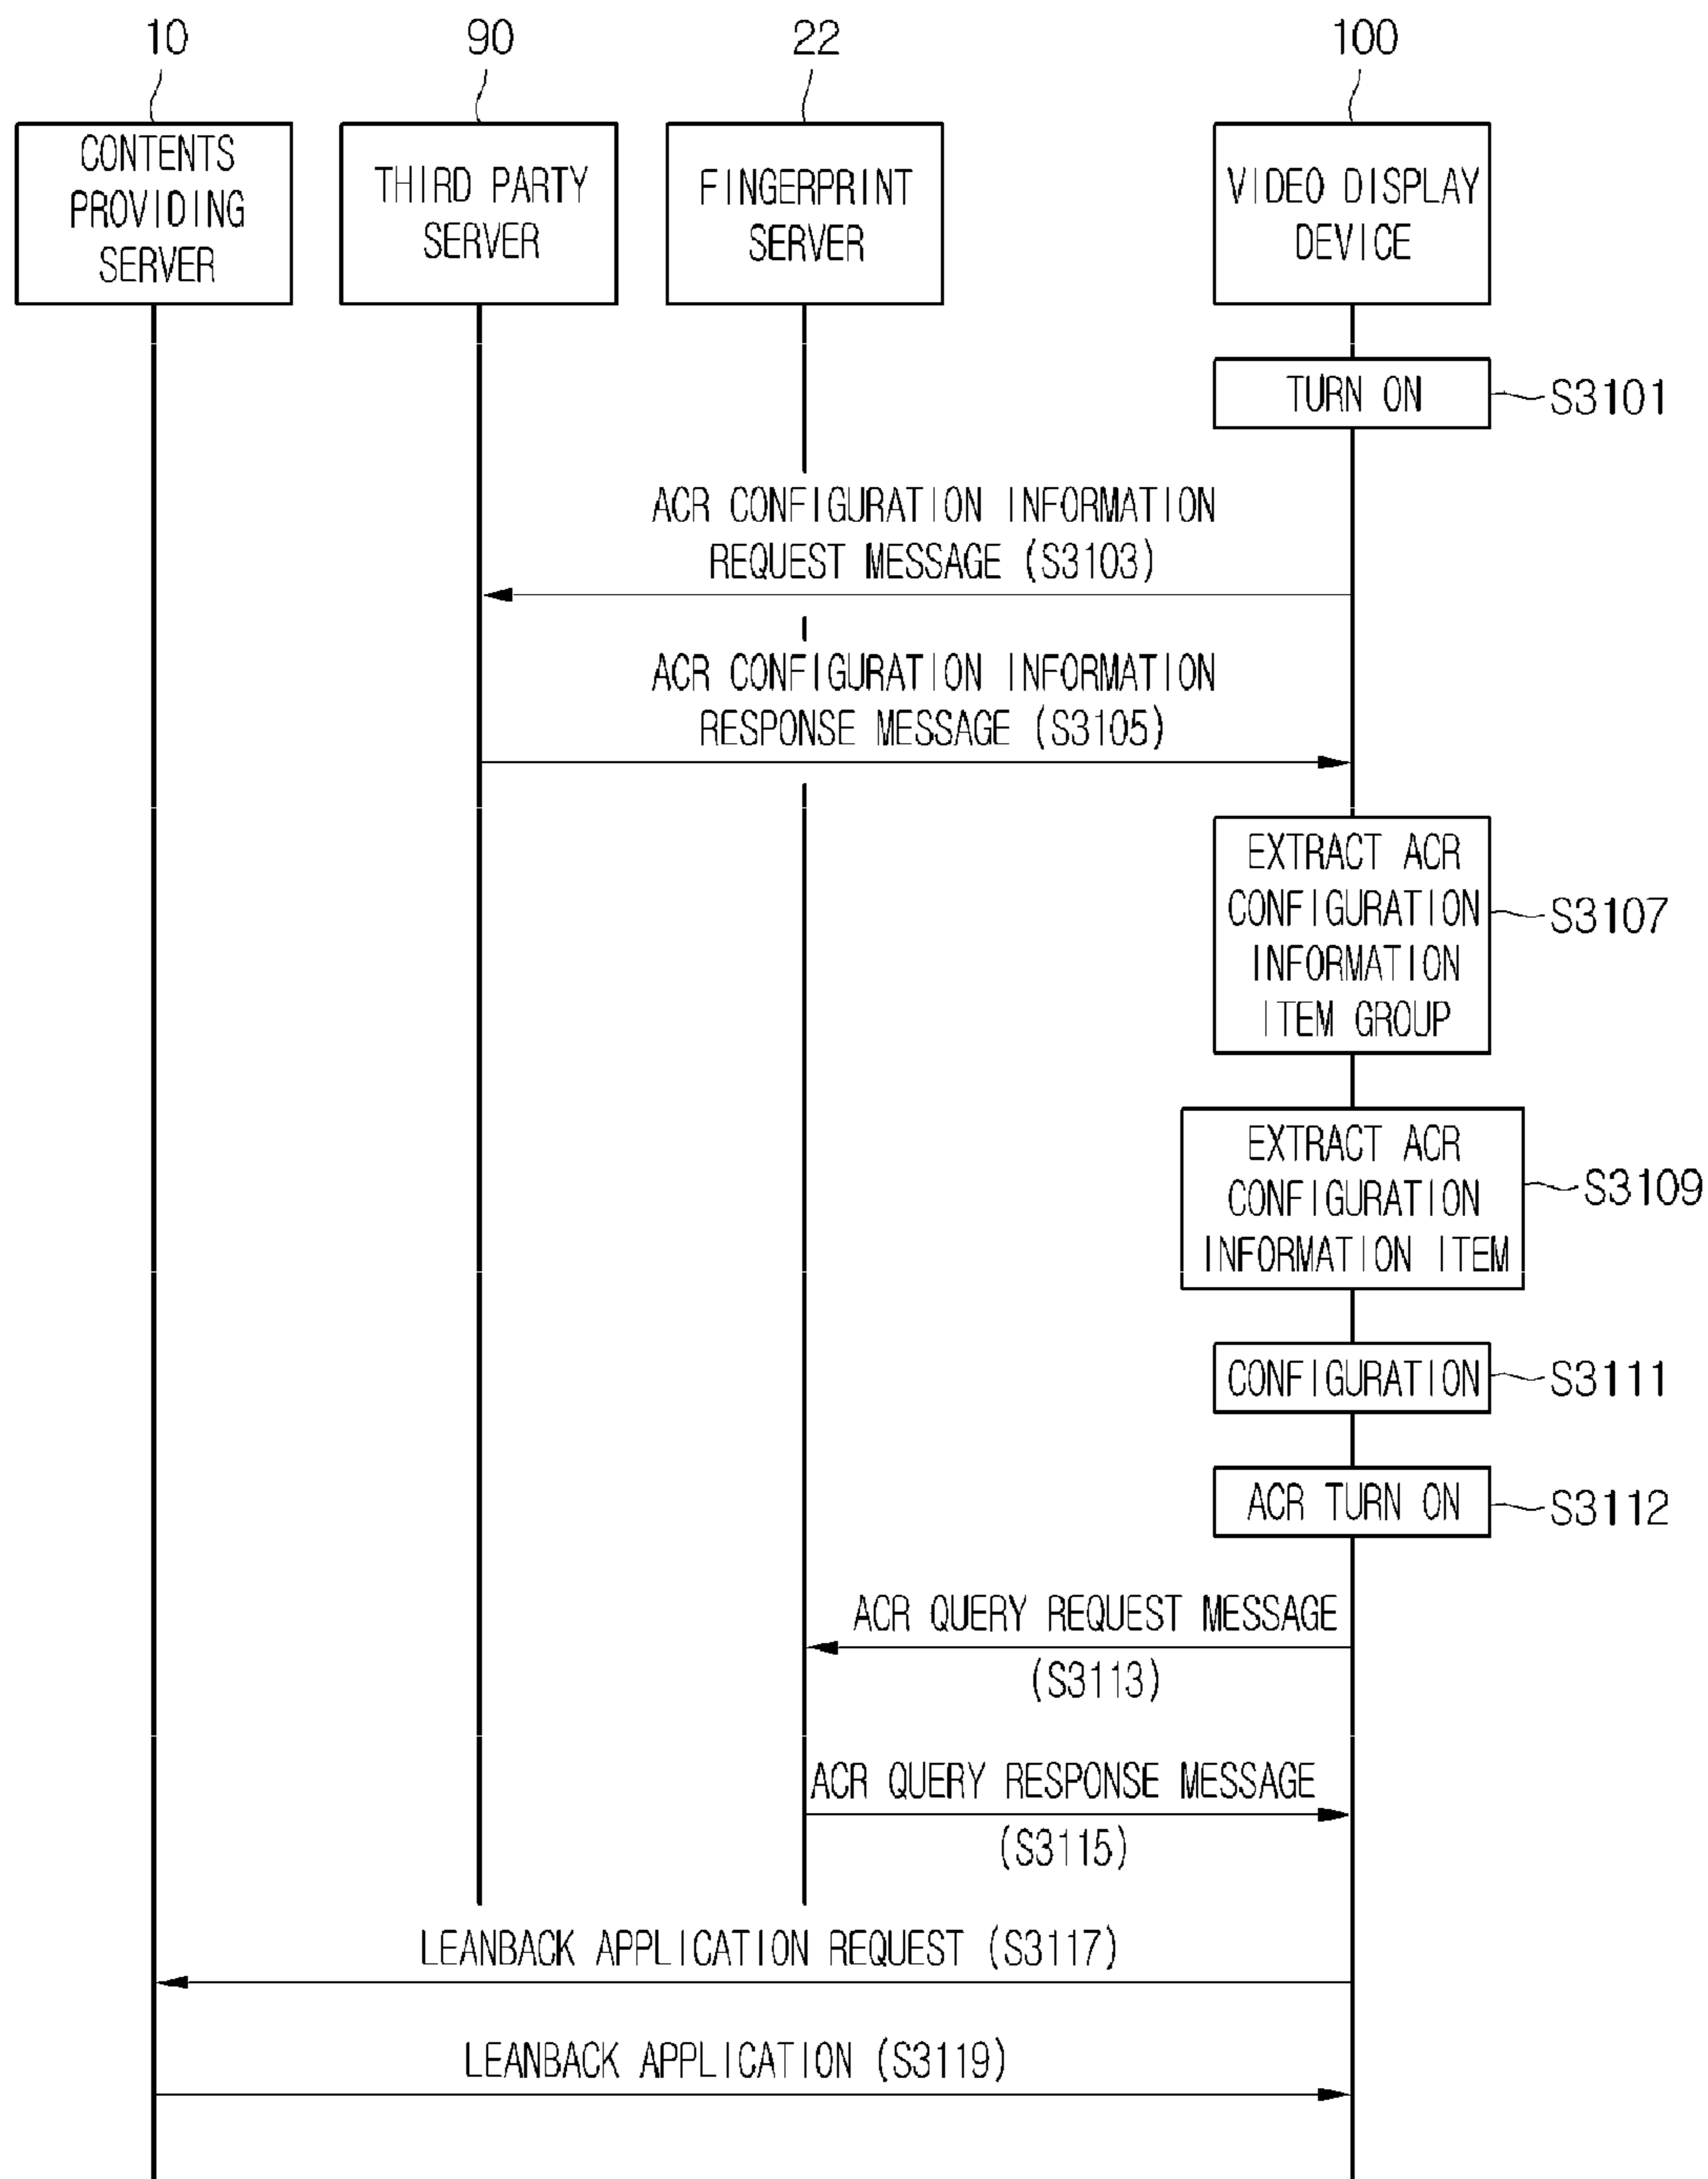 10
90
22
100
CONTENTS
PROVIDING
SERVER
THIRD PARTY
SERVER
FINGERPRINT
SERVER
VIDEO DISPLAY
DEVICE
TURN ON
S3101
ACR CONFIGURATION INFORMATION
REQUEST MESSAGE (S3103)
ACR CONFIGURATION INFORMATION
RESPONSE MESSAGE (S3105)
EXTRACT ACR
CONFIGURATION
INFORMATION
ITEM GROUP
S3107
EXTRACT ACR
CONFIGURATION
INFORMATION ITEM
S3109
CONFIGURATION
S3111
ACR TURN ON
S3112
ACR QUERY REQUEST MESSAGE
(S3113)
ACR QUERY RESPONSE MESSAGE
(S3115)
LEANBACK APPLICATION REQUEST (S3117)
LEANBACK APPLICATION (S3119)